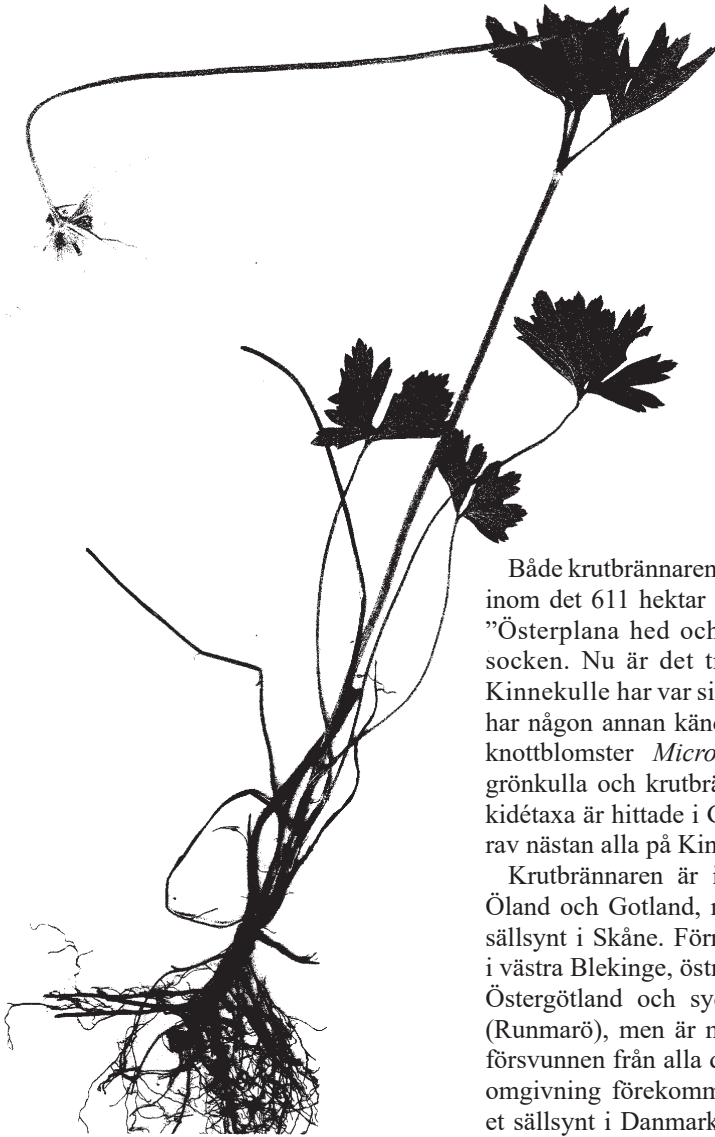 Både krutbrännaren
inom det 611 hektar
”Österplana hed och
socken. Nu är det
Kinnekulle har var
har någon annan
knottblomster
grönkulla och
kidétaxa är hittade i
rav nästan alla på
Krutbrännaren är
Öland och Gotland,
sällsynt i Skåne.
i västra Blekinge,
Östergötland och
(Runmarö), men är
försvunnen från alla
omgivning
et sällsynt i Danmark